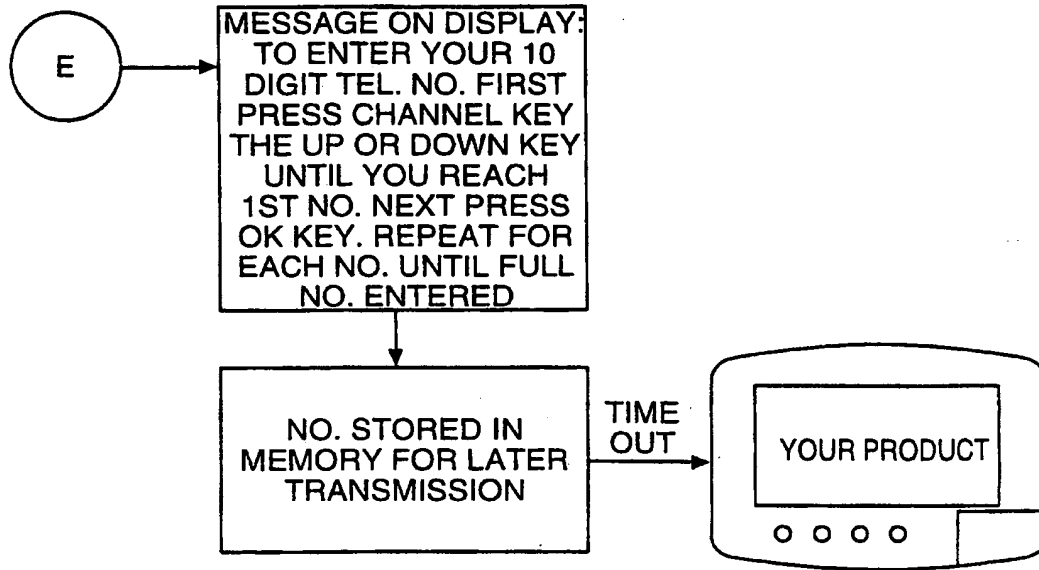 E
MESSAGE ON DISPLAY:
TO ENTER YOUR 10
DIGIT TEL. NO. FIRST
PRESS CHANNEL KEY
THE UP OR DOWN KEY
UNTIL YOU REACH
1ST NO. NEXT PRESS
OK KEY. REPEAT FOR
EACH NO. UNTIL FULL
NO. ENTERED
NO. STORED IN
MEMORY FOR LATER
TRANSMISSION
TIME
OUT
YOUR PRODUCT